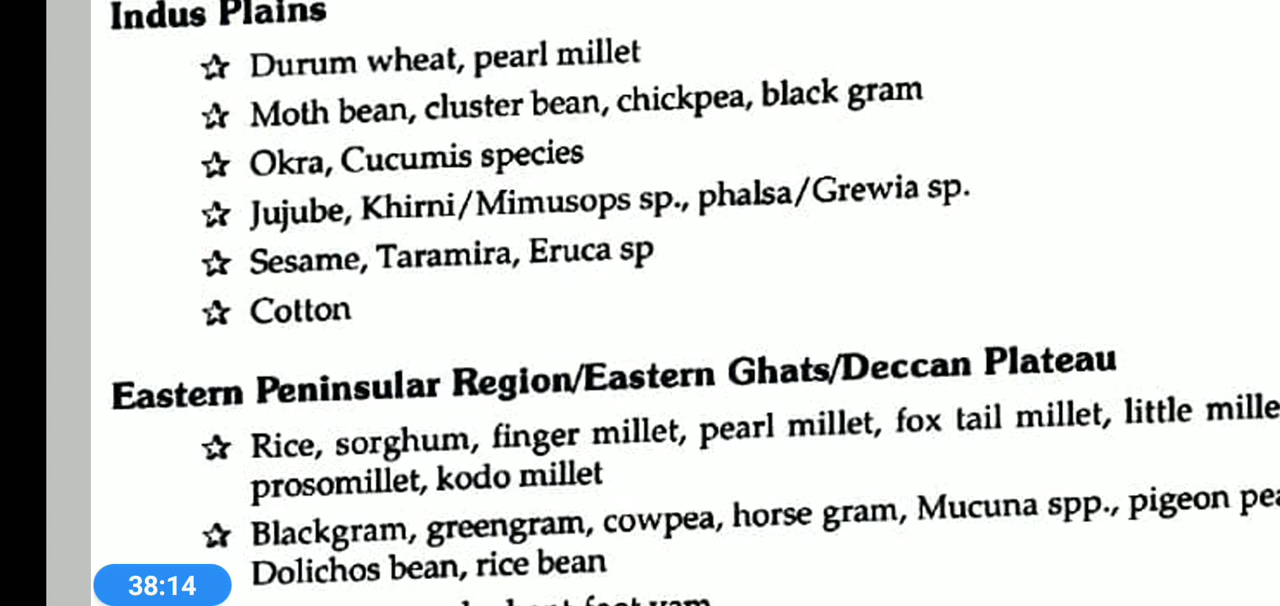 Indus Plains
☆ Durum wheat, pearl millet
☆ Moth bean, cluster bean, chickpea, black gram
☆ Okra, Cucumis species
☆ Jujube, Khirni/Mimusops sp., phalsa/Grewia sp.
☆ Sesame, Taramira, Eruca sp
☆ Cotton
Eastern Peninsular Region/Eastern Ghats/Deccan Plateau
☆ Rice, sorghum, finger millet, pearl millet, fox tail millet, little mille
prosomillet, kodo millet
☆ Blackgram, greengram, cowpea, horse gram, Mucuna spp., pigeon pea
Dolichos bean, rice bean
38:14